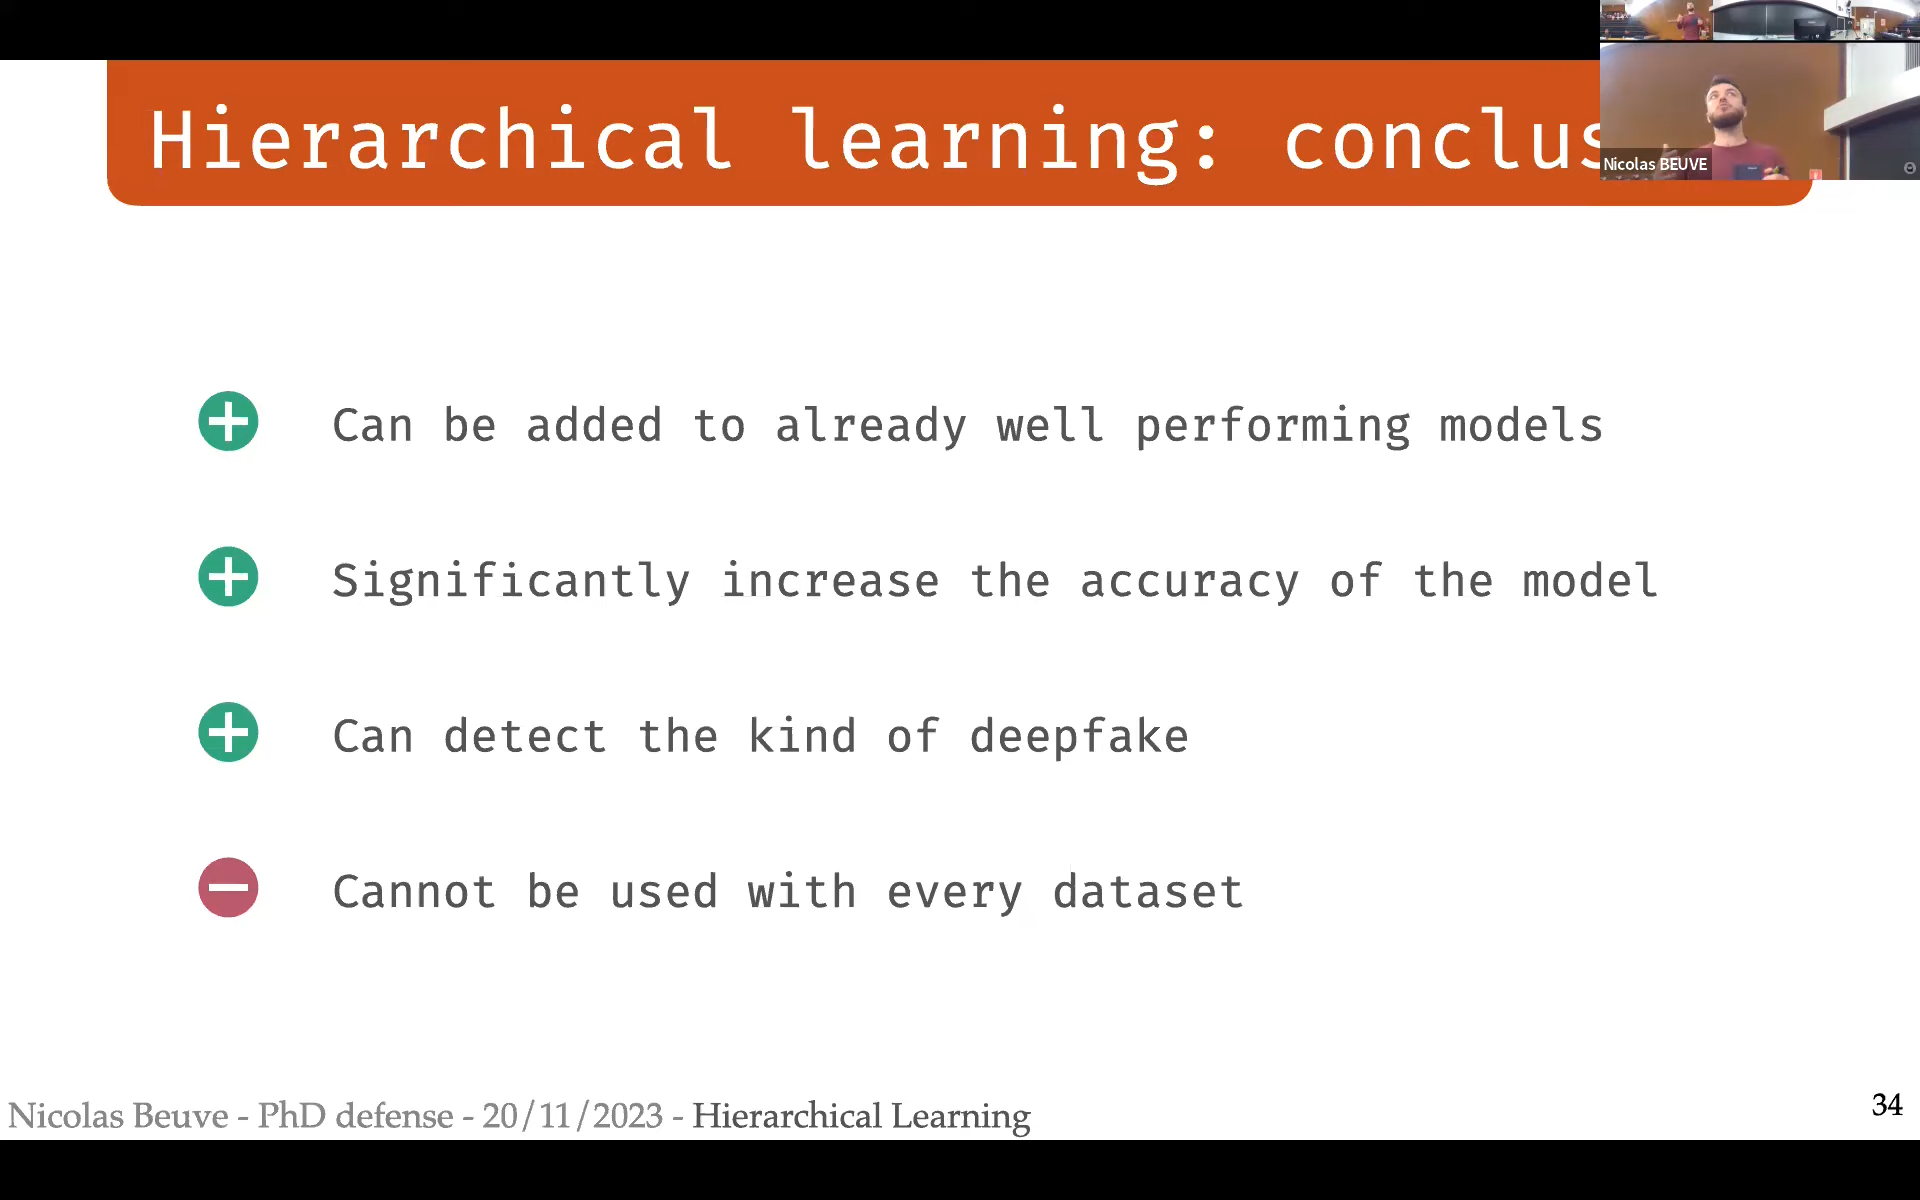 Hierarchical learning: conclus
Nicolas BEUVE
Can be added to already well performing models
Significantly increase the accuracy of the model
Can detect the kind of deepfake
Cannot be used with every dataset
Nicolas Beuve - PhD defense - 20/11/2023 - Hierarchical Learning
34